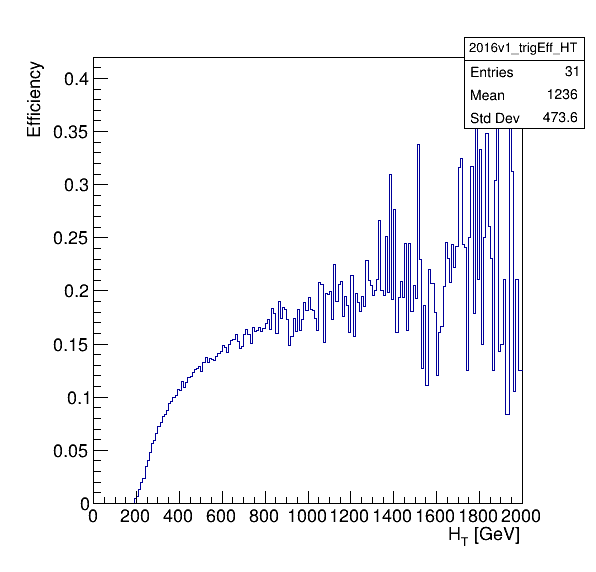 2016v1_trigEff_HT
Entries 31
Mean 1236
Std Dev 473.6
Efficiency
0.4
0.35
0.3
0.25
0.2
0.15
0.1
0.05
0
0 200 400 600 800 1000 1200 1400 1600 1800 2000
H_T [GeV]